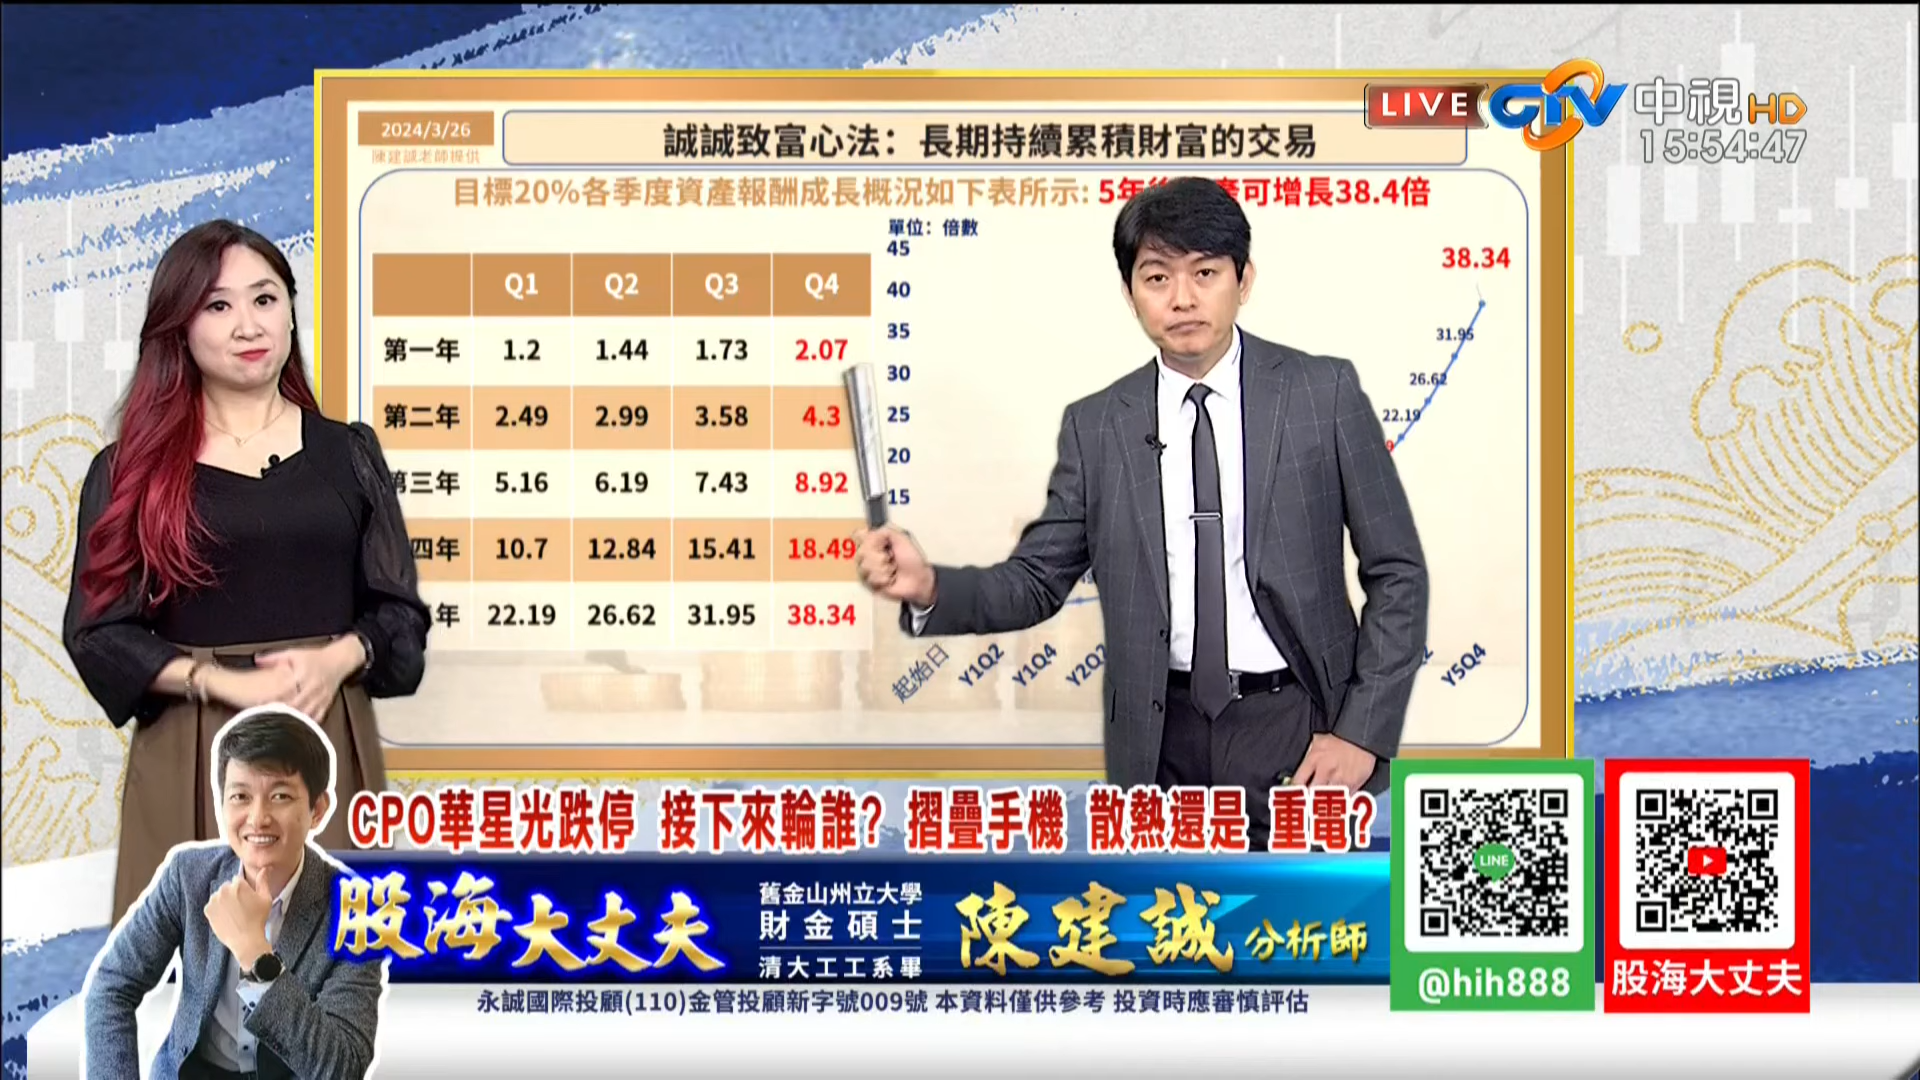 LIVE CTV 中視HD
15:54:47
2024/3/26
陳建誠老師提供
誠誠致富心法：長期持續累積財富的交易
目標20%各季度資產報酬成長概況如下表所示: 5年 可增長38.4倍
單位：倍數
Q1 Q2 Q3 Q4
第一年 1.2 1.44 1.73 2.07
第二年 2.49 2.99 3.58 4.3
第三年 5.16 6.19 7.43 8.92
四年 10.7 12.84 15.41 18.49
年 22.19 26.62 31.95 38.34
45
40
35
30
25
20
15
38.34
31.95
26.62
22.19
9
起始日 Y1Q2 Y1Q4 Y2Q2 Y5Q4
CPO華星光跌停 接下來輪誰? 摺疊手機 散熱還是 重電?
股海大丈夫
舊金山州立大學
財金碩士
清大工工系畢
陳建誠 分析師
永誠國際投顧(110)金管投顧新字號009號 本資料僅供參考 投資時應審慎評估
LINE
@hih888
股海大丈夫